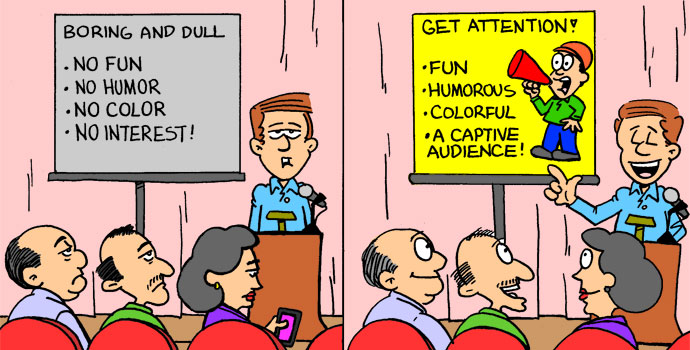 BORING AND DULL
• NO FUN
• NO HUMOR
• NO COLOR
• NO INTEREST!
GET ATTENTION!
• FUN
• HUMOROUS
• COLORFUL
• A CAPTIVE
AUDIENCE!